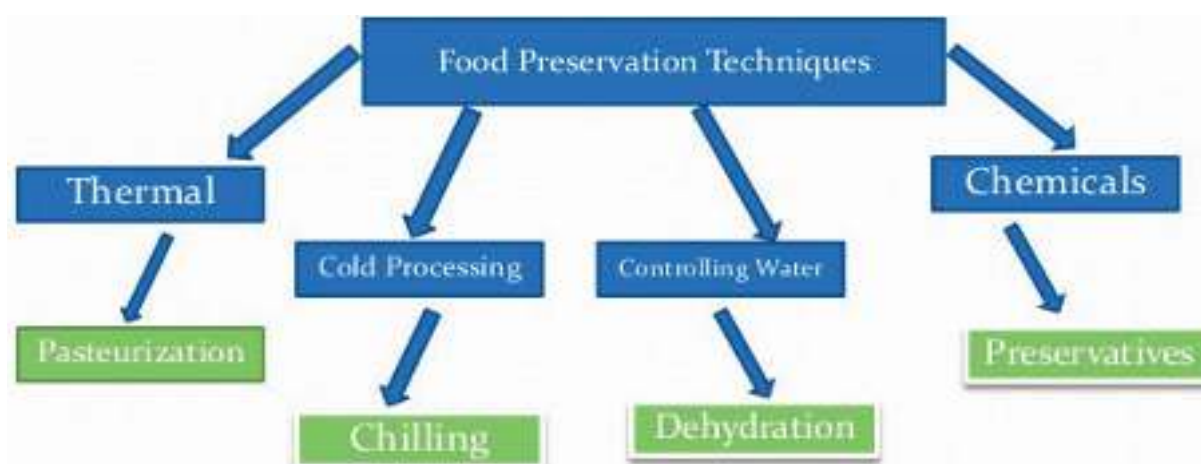 Food Preservation Techniques
Thermal
Chemicals
Cold Processing
Controlling Water
Pasteurization
Preservatives
Chilling
Dehydration